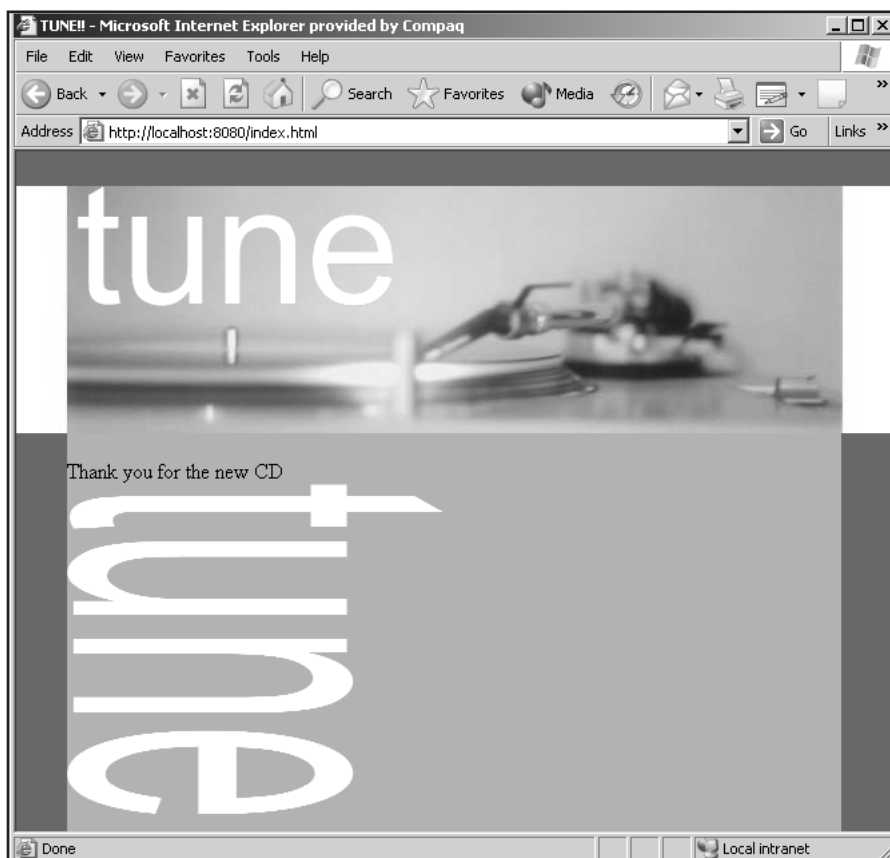 TUNE!! - Microsoft Internet Explorer provided by Compaq
File Edit View Favorites Tools Help
Back Search Favorites Media »
Address http://localhost:8080/index.html Go Links »
tune
Thank you for the new CD
tune
Done Local intranet